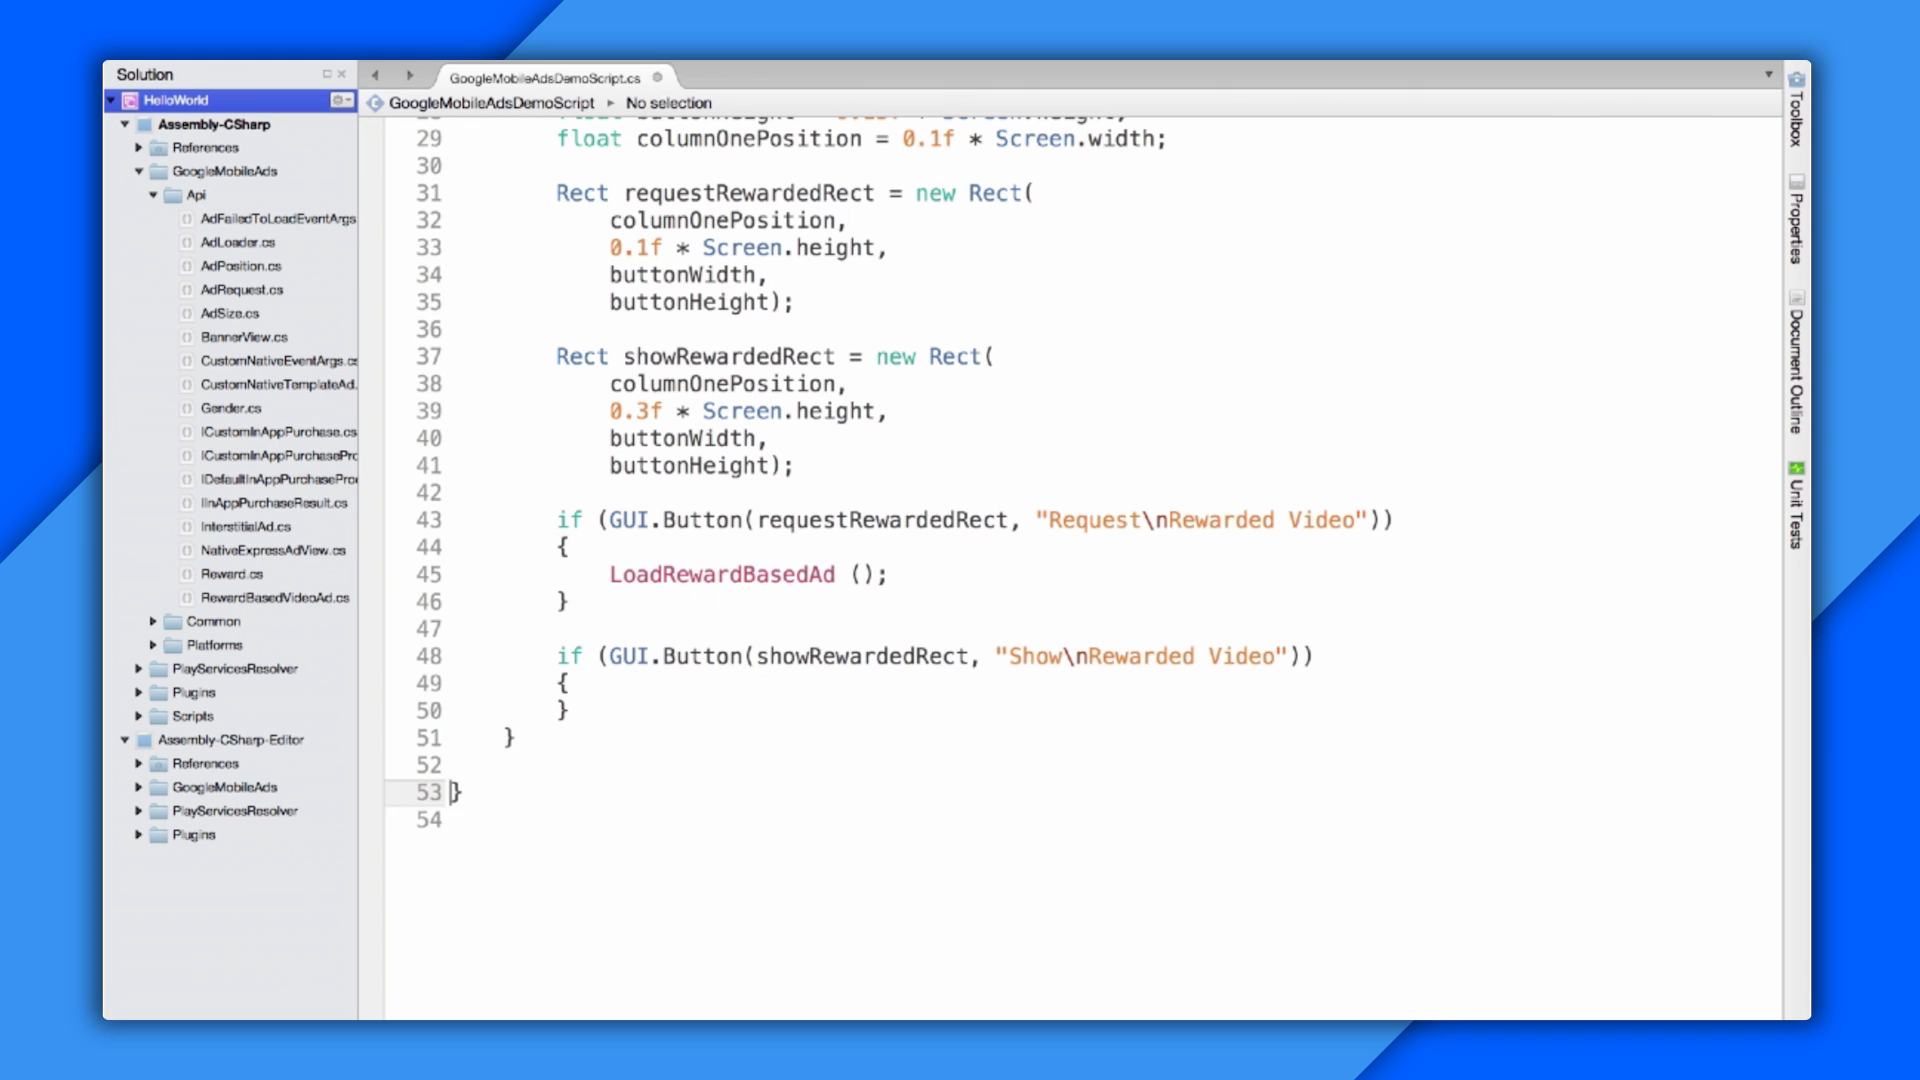 Solution
HelloWorld
Assembly-CSharp
References
GoogleMobileAds
Api
AdFailedToLoadEventArgs
AdLoader.cs
AdPosition.cs
AdRequest.cs
AdSize.cs
BannerView.cs
CustomNativeEventArgs.cs
CustomNativeTemplateAd.
Gender.cs
ICustomInAppPurchase.cs
ICustomInAppPurchasePro
IDefaultInAppPurchasePro
IInAppPurchaseResult.cs
InterstitialAd.cs
NativeExpressAdView.cs
Reward.cs
RewardBasedVideoAd.cs
Common
Platforms
PlayServicesResolver
Plugins
Scripts
Assembly-CSharp-Editor
References
GoogleMobileAds
PlayServicesResolver
Plugins
GoogleMobileAdsDemoScript.cs
GoogleMobileAdsDemoScript ▸ No selection
29 float columnOnePosition = 0.1f * Screen.width;
30
31 Rect requestRewardedRect = new Rect(
32 columnOnePosition,
33 0.1f * Screen.height,
34 buttonWidth,
35 buttonHeight);
36
37 Rect showRewardedRect = new Rect(
38 columnOnePosition,
39 0.3f * Screen.height,
40 buttonWidth,
41 buttonHeight);
42
43 if (GUI.Button(requestRewardedRect, "Request\nRewarded Video"))
44 {
45 LoadRewardBasedAd ();
46 }
47
48 if (GUI.Button(showRewardedRect, "Show\nRewarded Video"))
49 {
50 }
51 }
52
53 }
54
Toolbox
Properties
Document Outline
Unit Tests